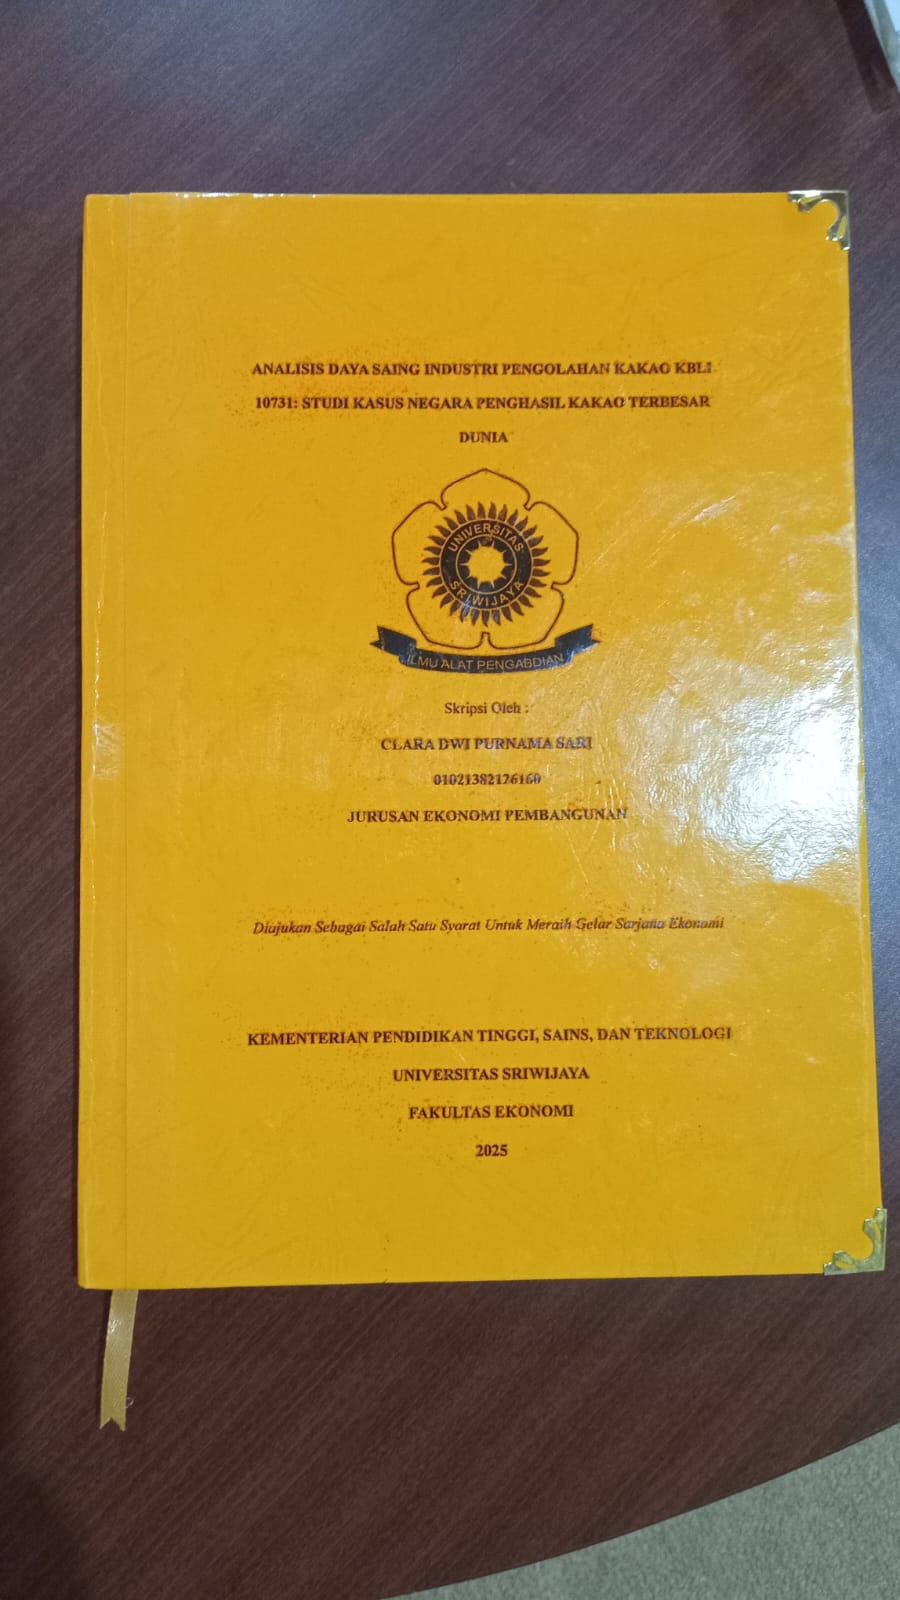 ANALISIS DAYA SAING INDUSTRI PENGOLAHAN KAKAO KBLI
10731: STUDI KASUS NEGARA PENGHASIL KAKAO TERBESAR
DUNIA
UNIVERSITAS
SRIWIJAYA
ILMU ALAT PENGABDIAN
Skripsi Oleh :
CLARA DWI PURNAMA SARI
01021382126160
JURUSAN EKONOMI PEMBANGUNAN
Diajukan Sebagai Salah Satu Syarat Untuk Meraih Gelar Sarjana Ekonomi
KEMENTERIAN PENDIDIKAN TINGGI, SAINS, DAN TEKNOLOGI
UNIVERSITAS SRIWIJAYA
FAKULTAS EKONOMI
2025